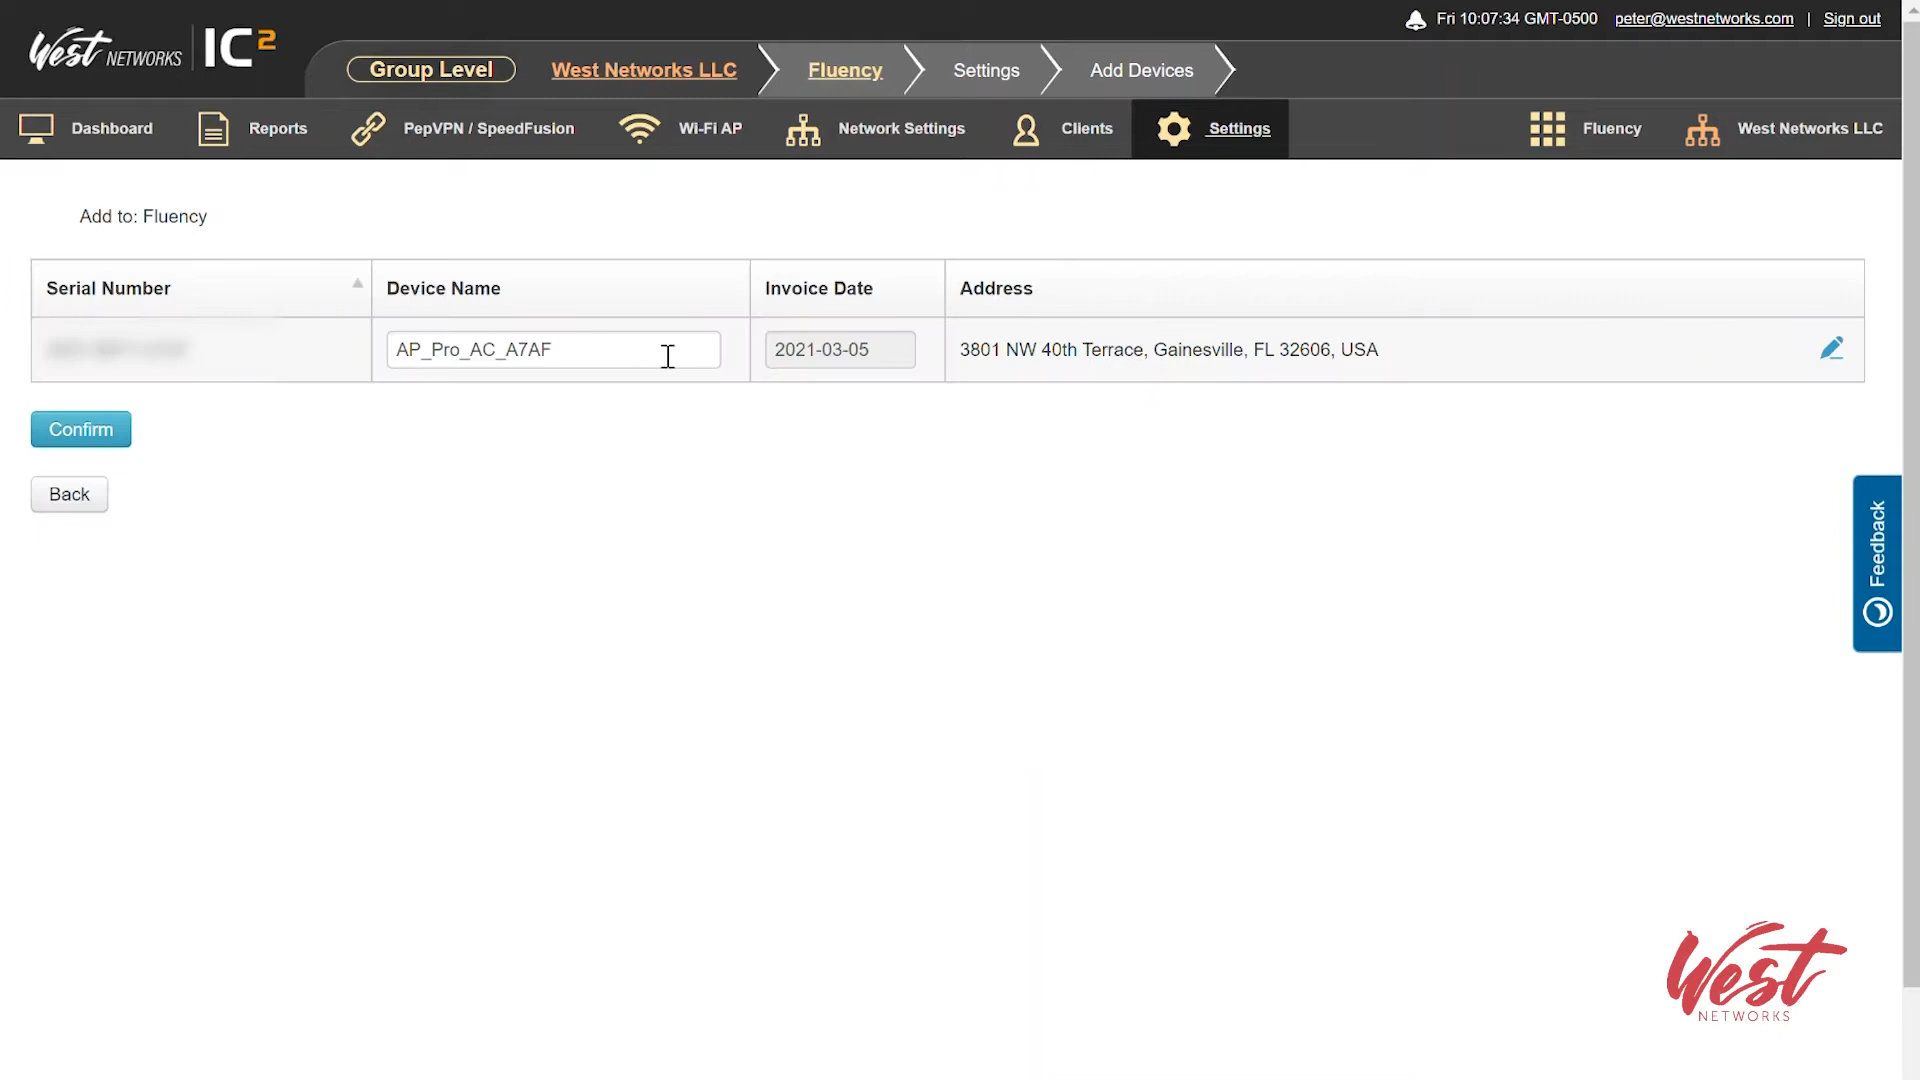 West NETWORKS IC2
Fri 10:07:34 GMT-0500 peter@westnetworks.com | Sign out
Group Level West Networks LLC Fluency Settings Add Devices
Dashboard Reports PepVPN / SpeedFusion Wi-Fi AP Network Settings Clients Settings Fluency West Networks LLC
Add to: Fluency
Serial Number Device Name Invoice Date Address
AP_Pro_AC_A7AF 2021-03-05 3801 NW 40th Terrace, Gainesville, FL 32606, USA
Confirm
Back
Feedback
West
NETWORKS